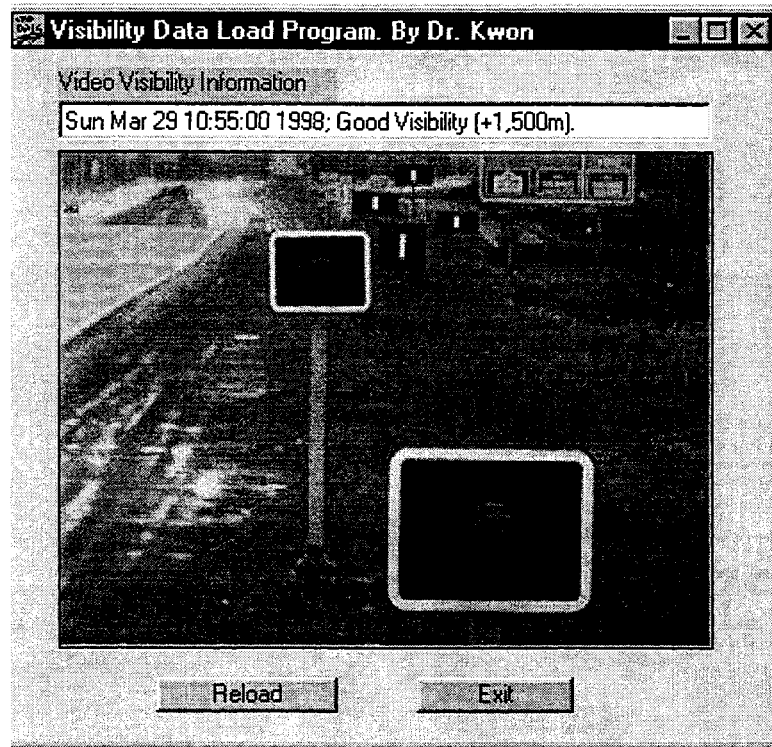 Visibility Data Load Program. By Dr. Kwon
Video Visibility Information
Sun Mar 29 10:55:00 1998; Good Visibility (+1,500m).
Reload
Exit